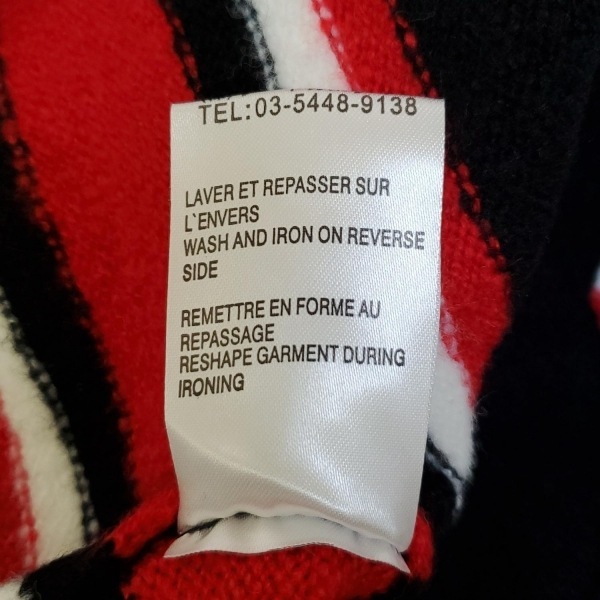 TEL:03-5448-9138
LAVER ET REPASSER SUR
L`ENVERS
WASH AND IRON ON REVERSE
SIDE
REMETTRE EN FORME AU
REPASSAGE
RESHAPE GARMENT DURING
IRONING